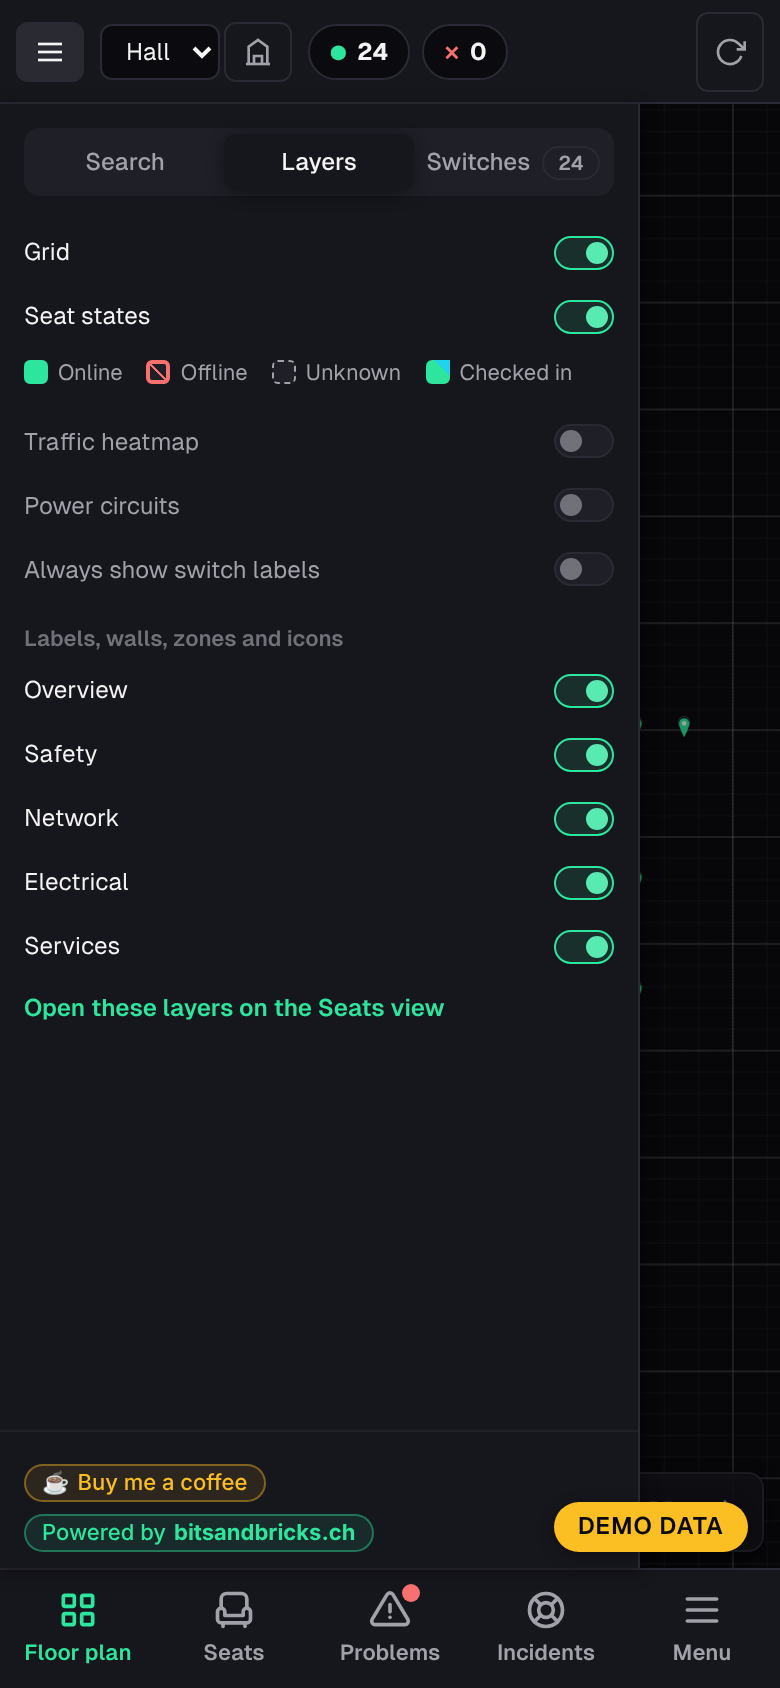 Hall
24
0
Search
Layers
Switches 24
Grid
Seat states
Online Offline Unknown Checked in
Traffic heatmap
Power circuits
Always show switch labels
Labels, walls, zones and icons
Overview
Safety
Network
Electrical
Services
Open these layers on the Seats view
☕ Buy me a coffee
Powered by bitsandbricks.ch
DEMO DATA
Floor plan
Seats
Problems
Incidents
Menu